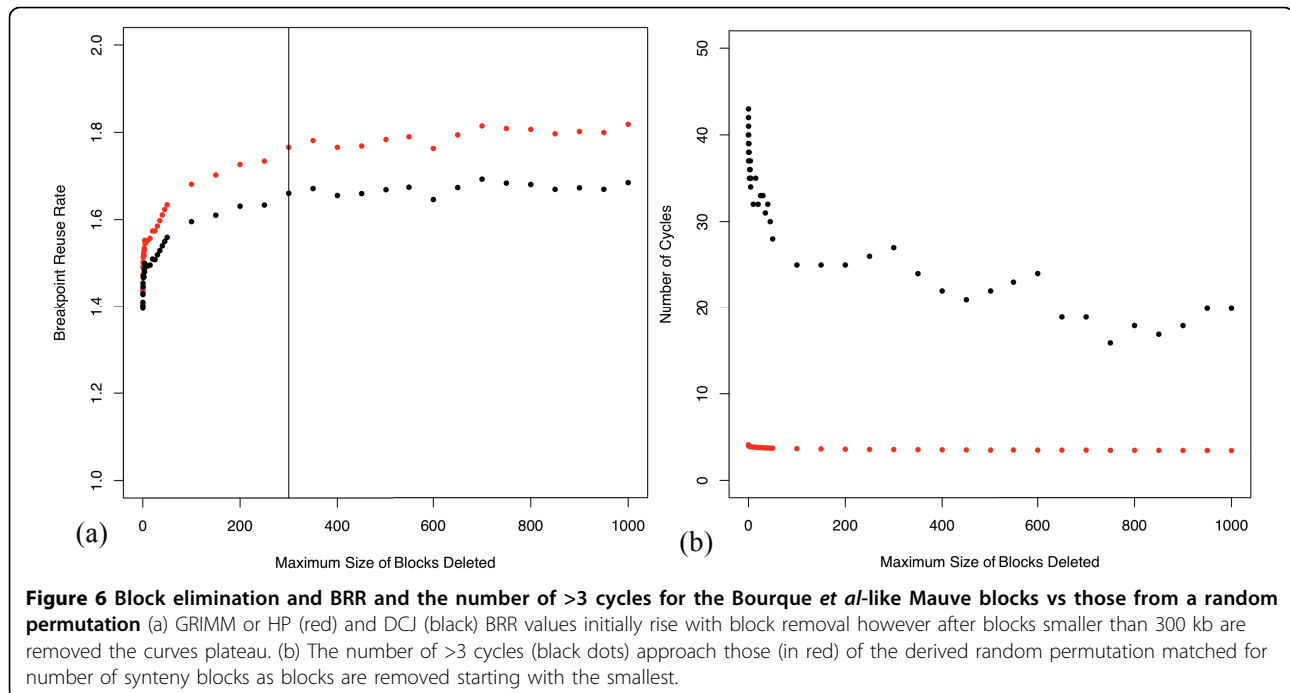 2.0
1.8
1.6
1.4
1.2
1.0
Breakpoint Reuse Rate
0 200 400 600 800 1000
(a)
Maximum Size of Blocks Deleted
50
40
30
20
10
0
Number of Cycles
0 200 400 600 800 1000
(b)
Maximum Size of Blocks Deleted
Figure 6 Block elimination and BRR and the number of >3 cycles for the Bourque et al-like Mauve blocks vs those from a random
permutation (a) GRIMM or HP (red) and DCJ (black) BRR values initially rise with block removal however after blocks smaller than 300 kb are
removed the curves plateau. (b) The number of >3 cycles (black dots) approach those (in red) of the derived random permutation matched for
number of synteny blocks as blocks are removed starting with the smallest.